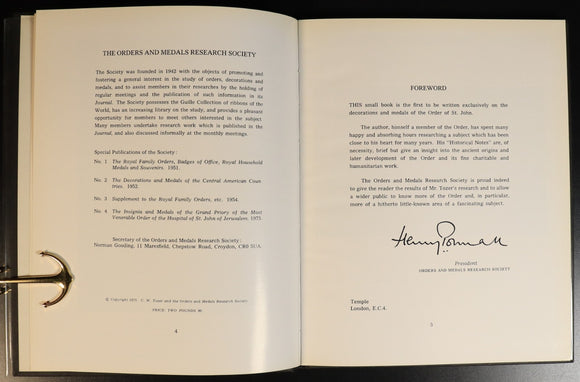 THE ORDERS AND MEDALS RESEARCH SOCIETY
The Society was founded in 1942 with the objects of promoting and
fostering a general interest in the study of orders, decorations and
medals, and to assist members in their researches by the holding of
regular meetings and the publication of such information in its
Journal. The Society possesses the Guille Collection of ribbons of the
World, has an increasing library on the study, and provides a pleasant
opportunity for members to meet others interested in the subject.
Many members undertake research work which is published in the
Journal, and also discussed informally at the monthly meetings.
Special Publications of the Society:
No. 1 The Royal Family Orders, Badges of Office, Royal Household
Medals and Souvenirs. 1951.
No. 2 The Decorations and Medals of the Central American Coun
tries. 1952.
No. 3 Supplement to the Royal Family Orders, etc. 1954.
No. 4 The Insignia and Medals of the Grand Priory of the Most
Venerable Order of the Hospital of St. John of Jerusalem. 1975.
Secretary of the Orders and Medals Research Society:
Norman Gooding, 11 Maresfield, Chepstow Road, Croydon, CR0 5UA.
© Copyright 1975 C. W. Tozer and the Orders and Medals Research Society
PRICE: TWO POUNDS
4
FOREWORD
THIS small book is the first to be written exclusively on the
decorations and medals of the Order of St. John.
The author, himself a member of the Order, has spent many
happy and absorbing hours researching a subject which has been
close to his heart for many years. His "Historical Notes" are, of
necessity, brief but give an insight into the ancient origins and
later development of the Order and its fine charitable and
humanitarian work.
The Orders and Medals Research Society is proud indeed
to give the reader the results of Mr. Tozer's research and to allow
a wider public to know more of the Order and, in particular,
more of a hitherto little-known area of a fascinating subject.
President
ORDERS AND MEDALS RESEARCH SOCIETY
Temple
London, E.C.4.
5